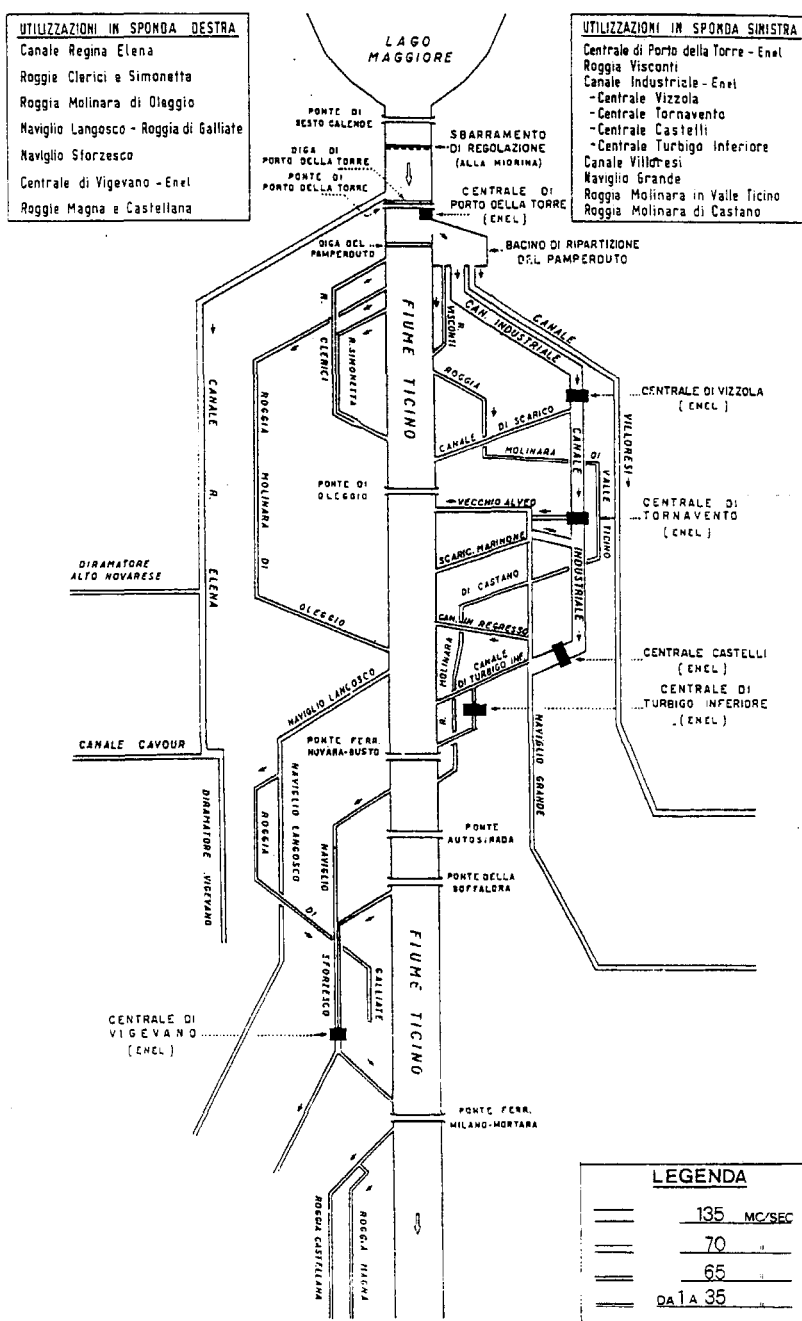 UTILIZZAZIONI IN SPONDA DESTRA
Canale Regina Elena
Roggie Clerici e Simonetta
Roggia Molinara di Oleggio
Naviglio Langosco - Roggia di Galliate
Naviglio Sforzesco
Centrale di Vigevano - Enel
Roggie Magna e Castellana
UTILIZZAZIONI IN SPONDA SINISTRA
Centrale di Porto della Torre - Enel
Roggia Visconti
Canale Industriale - Enel
- Centrale Vizzola
- Centrale Tornavento
- Centrale Castelli
- Centrale Turbigo Inferiore
Canale Villoresi
Naviglio Grande
Roggia Molinara in Valle Ticino
Roggia Molinara di Castano
LAGO
MAGGIORE
PONTE DI
SESTO CALENDE
SBARRAMENTO
DI REGOLAZIONE
(ALLA MIORINA)
DIGA DI
PORTO DELLA TORRE
PONTE DI
PORTO DELLA TORRE
CENTRALE DI
PORTO DELLA TORRE
(ENEL)
DIGA DEL
PAMPERDUTO
BACINO DI RIPARTIZIONE
DEL PAMPERDUTO
R.
CLERICI
R. SIMONETTA
FIUME TICINO
R.
VISCONTI
CAN. INDUSTRIALE
CANALE
VILLORESI
ROGGIA
MOLINARA
DI
VALLE
TICINO
CENTRALE DI VIZZOLA
(ENEL)
CANALE
DI SCARICO
CANALE
INDUSTRIALE
CANALE
R.
ELENA
ROGGIA
MOLINARA
DI
OLEGGIO
PONTE DI
OLEGGIO
VECCHIO ALVEO
CENTRALE DI
TORNAVENTO
(ENEL)
SCARIC. MARINONE
DI CASTANO
DIRAMATORE
ALTO NOVARESE
CAN. IN REGRESSO
MOLINARA
R.
CANALE
DI TURBIGO INF.
CENTRALE CASTELLI
(ENEL)
CENTRALE DI
TURBIGO INFERIORE
(ENEL)
NAVIGLIO LANGOSCO
PONTE FERR.
NOVARA-BUSTO
NAVIGLIO GRANDE
CANALE CAVOUR
DIRAMATORE VIGEVANO
ROGGIA
DI
GALLIATE
NAVIGLIO LANGOSCO
NAVIGLIO
SFORZESCO
PONTE
AUTOSTRADA
PONTE DELLA
BOFFALORA
FIUME TICINO
CENTRALE DI
VIGEVANO
(ENEL)
PONTE FERR.
MILANO-MORTARA
ROGGIA CASTELLANA
ROGGIA MAGNA
LEGENDA
135 MC/SEC
70 "
65 "
DA 1 A 35 "